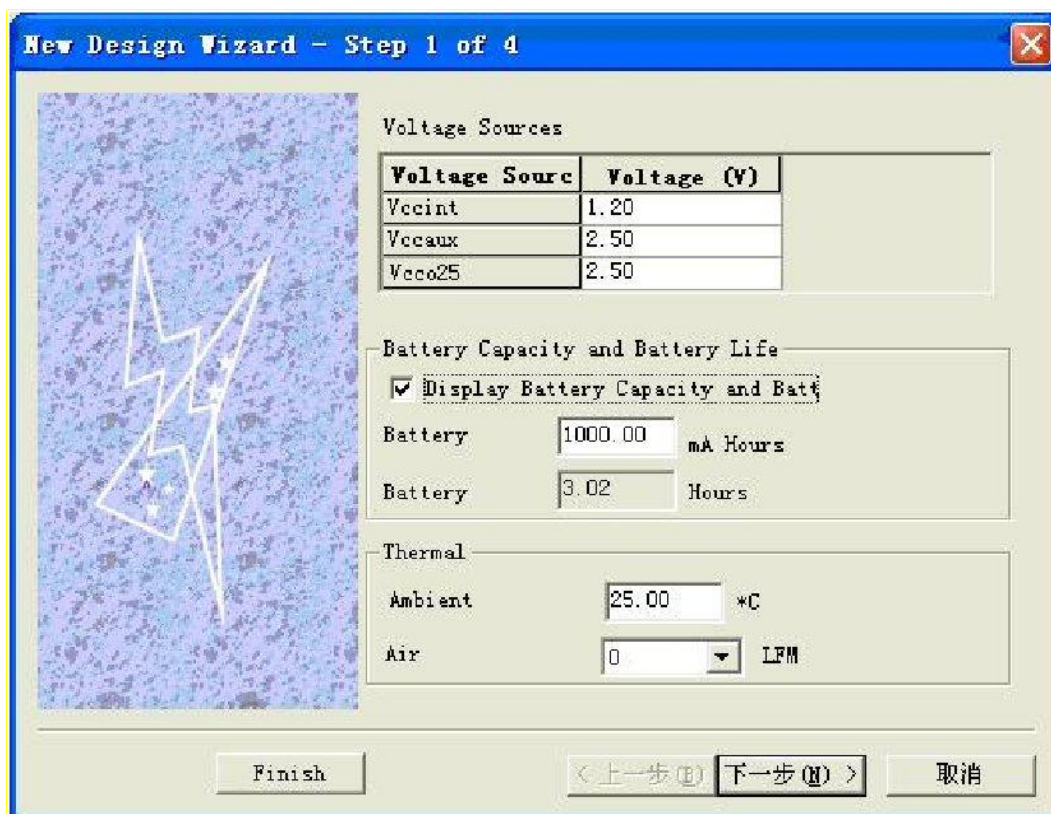 New Design Wizard - Step 1 of 4
Voltage Sources
Voltage Sourc Voltage (V)
Vccint 1.20
Vccaux 2.50
Vcco25 2.50
Battery Capacity and Battery Life
Display Battery Capacity and Batt
Battery 1000.00 mA Hours
Battery 3.02 Hours
Thermal
Ambient 25.00 *C
Air 0 LFM
Finish < 上一步(B) 下一步(N) > 取消